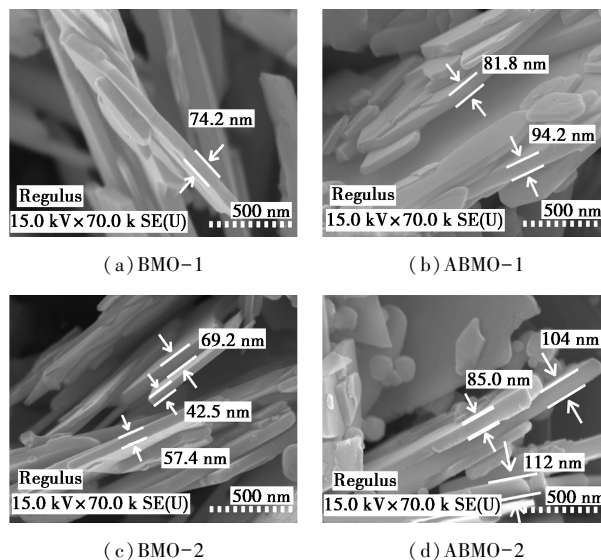 74.2 nm
Regulus
15.0 kV×70.0 k SE(U)
500 nm
(a)BMO-1
81.8 nm
94.2 nm
Regulus
15.0 kV×70.0 k SE(U)
500 nm
(b)ABMO-1
69.2 nm
42.5 nm
57.4 nm
Regulus
15.0 kV×70.0 k SE(U)
500 nm
(c)BMO-2
104 nm
85.0 nm
112 nm
Regulus
15.0 kV×70.0 k SE(U)
500 nm
(d)ABMO-2